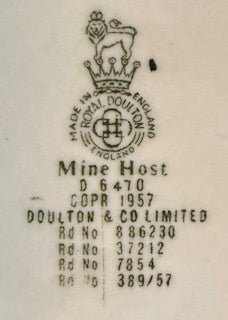 MADE IN ENGLAND
ROYAL DOULTON
ENGLAND
Mine Host
D 6470
COPR 1957
DOULTON & CO LIMITED
Rd No 886230
Rd No 37212
Rd No 7854
Rd No 389/57